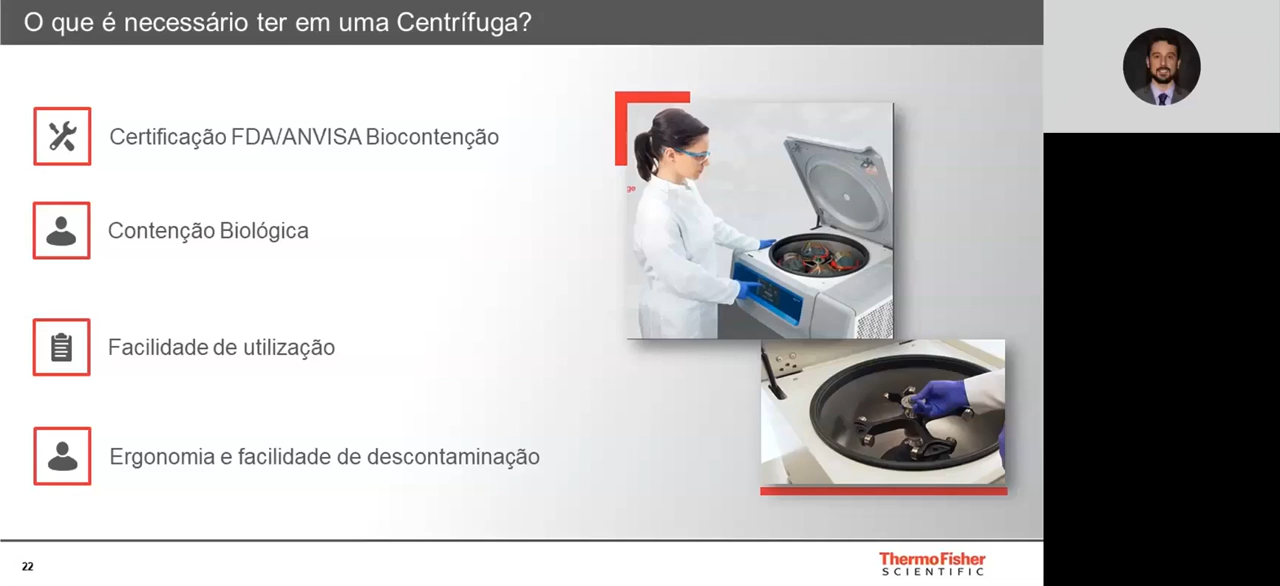 O que é necessário ter em uma Centrífuga?
Certificação FDA/ANVISA Biocontenção
Contenção Biológica
Facilidade de utilização
Ergonomia e facilidade de descontaminação
ge
22
ThermoFisher
SCIENTIFIC